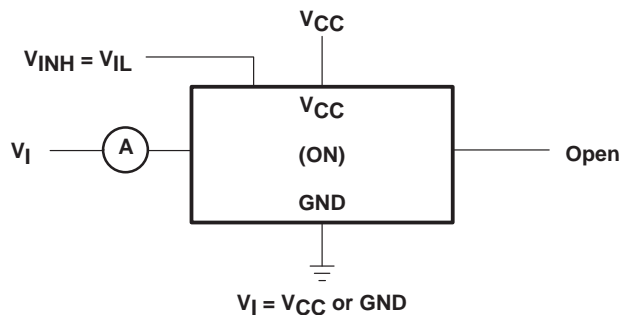 VCC
VINH = VIL
VCC
VI
A
(ON)
Open
GND
VI = VCC or GND